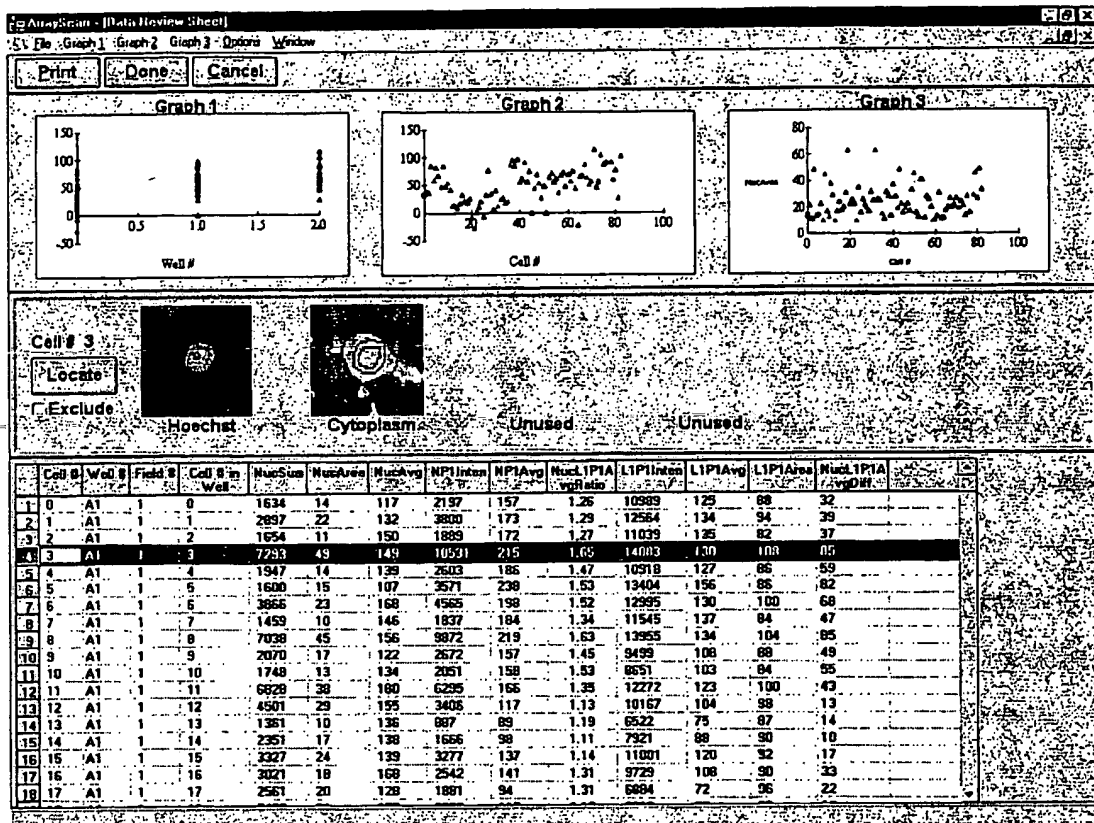 ArrayScan - [Data Review Sheet]
File Graph 1 Graph 2 Graph 3 Options Window
Print Done Cancel
Graph 1
150
100
50
0
-50
0.5 1.0 1.5 2.0
Well #
Graph 2
150
100
50
0
-50
20 40 60 80 100
Cell #
Graph 3
80
60
40
20
0
NucArea
0 20 40 60 80 100
Cell #
Cell # 3
Locate
Exclude
Hoechst Cytoplasm Unused Unused
Cell # Well # Field # Cell # in Well NucSize NucArea NucAvg NP1Inten NP1Avg NucL1P1AvgRatio L1P1Inten L1P1Avg L1P1Area NucL1P1AvgDiff
1 0 A1 1 0 1634 14 117 2197 157 1.26 10989 125 88 32
2 1 A1 1 1 2897 22 132 3800 173 1.29 12564 134 94 39
3 2 A1 1 2 1654 11 150 1889 172 1.27 11039 135 82 37
4 3 A1 1 3 7293 49 149 10531 215 1.65 14083 130 108 85
5 4 A1 1 4 1947 14 139 2603 186 1.47 10918 127 86 59
6 5 A1 1 5 1600 15 107 3571 238 1.53 13404 156 86 82
7 6 A1 1 6 3866 23 168 4565 198 1.52 12995 130 100 68
8 7 A1 1 7 1459 10 146 1837 184 1.34 11545 137 84 47
9 8 A1 1 8 7038 45 156 9872 219 1.63 13955 134 104 85
10 9 A1 1 9 2070 17 122 2672 157 1.45 9499 108 88 49
11 10 A1 1 10 1748 13 134 2051 158 1.53 8651 103 84 55
12 11 A1 1 11 6828 38 180 6295 166 1.35 12272 123 100 43
13 12 A1 1 12 4501 29 155 3406 117 1.13 10167 104 98 13
14 13 A1 1 13 1361 10 136 887 89 1.19 6522 75 87 14
15 14 A1 1 14 2351 17 138 1666 98 1.11 7921 88 90 10
16 15 A1 1 15 3327 24 139 3277 137 1.14 11001 120 92 17
17 16 A1 1 16 3021 18 168 2542 141 1.31 9729 108 90 33
18 17 A1 1 17 2561 20 128 1881 94 1.31 6884 72 96 22